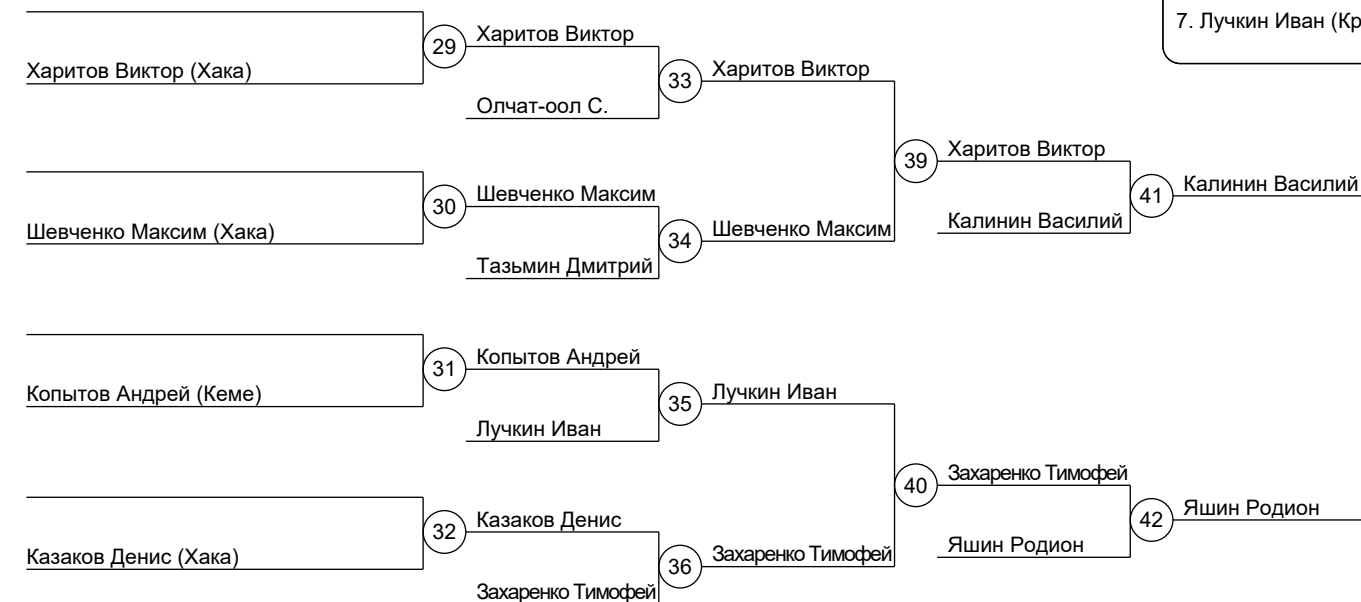 7. Лучкин Иван (Кр
Харитов Виктор
29
Харитов Виктор (Хака)
Харитов Виктор
33
Олчат-оол С.
Харитов Виктор
39
Шевченко Максим
Калинин Василий
30
41
Шевченко Максим (Хака)
Шевченко Максим
Калинин Василий
34
Тазьмин Дмитрий
Копытов Андрей
31
Копытов Андрей (Кеме)
Лучкин Иван
35
Лучкин Иван
Захаренко Тимофей
40
Казаков Денис
Яшин Родион
32
42
Казаков Денис (Хака)
Захаренко Тимофей
Яшин Родион
36
Захаренко Тимофей